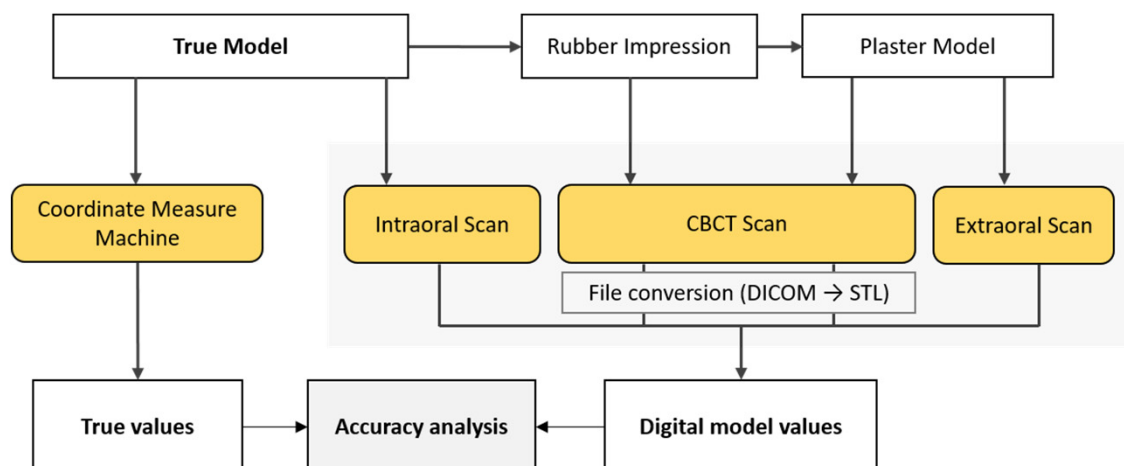 True Model
Rubber Impression
Plaster Model
Coordinate Measure
Machine
Intraoral Scan
CBCT Scan
Extraoral Scan
File conversion (DICOM → STL)
True values
Accuracy analysis
Digital model values